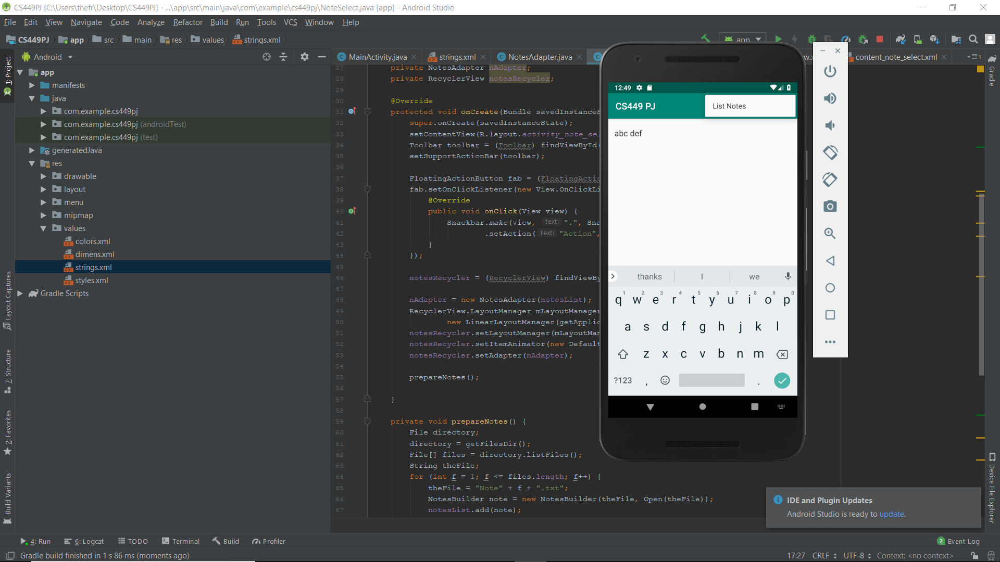 CS449PJ [C:\Users\thefr\Desktop\CS449PJ] - ...\app\src\main\java\com\example\cs449pj\NoteSelect.java [app] - Android Studio
File Edit View Navigate Code Analyze Refactor Build Run Tools VCS Window Help
CS449PJ app src main res values strings.xml app
Android MainActivity.java strings.xml NotesAdapter.java content_note_select.xml 1
1: Project
7: Structure
Layout Captures
2: Favorites
Build Variants
app
manifests
java
com.example.cs449pj
com.example.cs449pj (androidTest)
com.example.cs449pj (test)
generatedJava
res
drawable
layout
menu
mipmap
values
colors.xml
dimens.xml
strings.xml
styles.xml
Gradle Scripts
27 private NotesAdapter nAdapter;
28 private RecyclerView notesRecycler;
29
30 @Override
31 protected void onCreate(Bundle savedInstanceS
32 super.onCreate(savedInstanceState);
33 setContentView(R.layout.activity_note_se
34 Toolbar toolbar = (Toolbar) findViewById(
35 setSupportActionBar(toolbar);
36
37 FloatingActionButton fab = (FloatingActio
38 fab.setOnClickListener(new View.OnClickLi
39 @Override
40 public void onClick(View view) {
41 Snackbar.make(view, text: ".", Sna
42 .setAction( text: "Action",
43 }
44 });
45
46 notesRecycler = (RecyclerView) findViewBy
47
48 nAdapter = new NotesAdapter(notesList);
49 RecyclerView.LayoutManager mLayoutManager
50 new LinearLayoutManager(getApplic
51 notesRecycler.setLayoutManager(mLayoutMan
52 notesRecycler.setItemAnimator(new Default
53 notesRecycler.setAdapter(nAdapter);
54
55 prepareNotes();
56
57 }
58
59 private void prepareNotes() {
60 File directory;
61 directory = getFilesDir();
62 File[] files = directory.listFiles();
63 String theFile;
64 for (int f = 1; f <= files.length; f++) {
65 theFile = "Note" + f + ".txt";
66 NotesBuilder note = new NotesBuilder(theFile, Open(theFile));
67 notesList.add(note);
12:49
CS449 PJ List Notes
abc def
thanks I we
q1 w2 e3 r4 t5 y6 u7 i8 o9 p0
a s d f g h j k l
z x c v b n m
?123 , .
Gradle
Device File Explorer
IDE and Plugin Updates
Android Studio is ready to update.
4: Run 6: Logcat TODO Terminal Build Profiler 2 Event Log
Gradle build finished in 1 s 86 ms (moments ago) 17:27 CRLF UTF-8 Context: <no context>